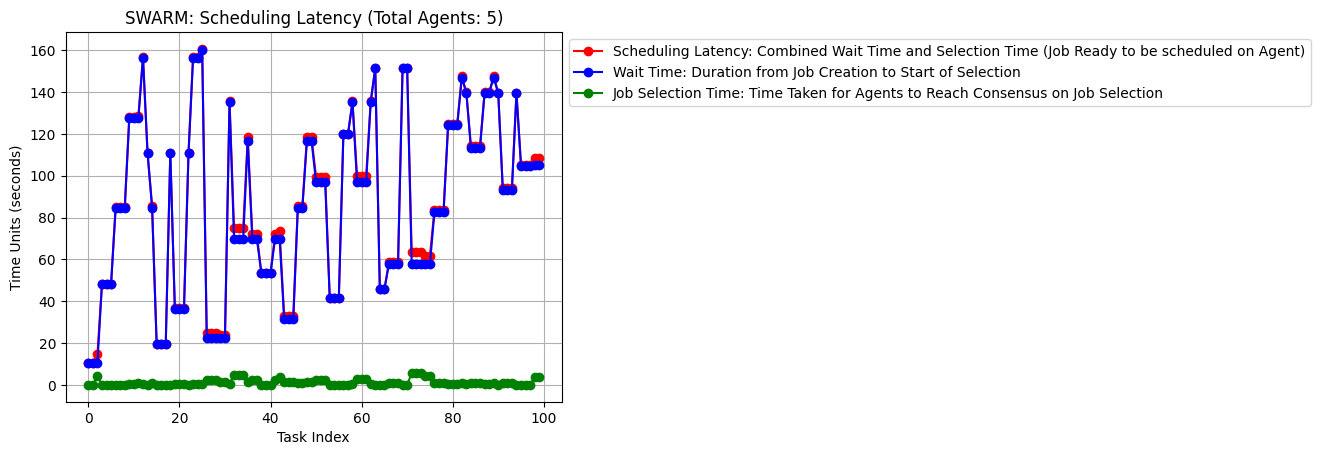 SWARM: Scheduling Latency (Total Agents: 5)
Scheduling Latency: Combined Wait Time and Selection Time (Job Ready to be scheduled on Agent)
Wait Time: Duration from Job Creation to Start of Selection
Job Selection Time: Time Taken for Agents to Reach Consensus on Job Selection
Time Units (seconds)
160
140
120
100
80
60
40
20
0
0 20 40 60 80 100
Task Index